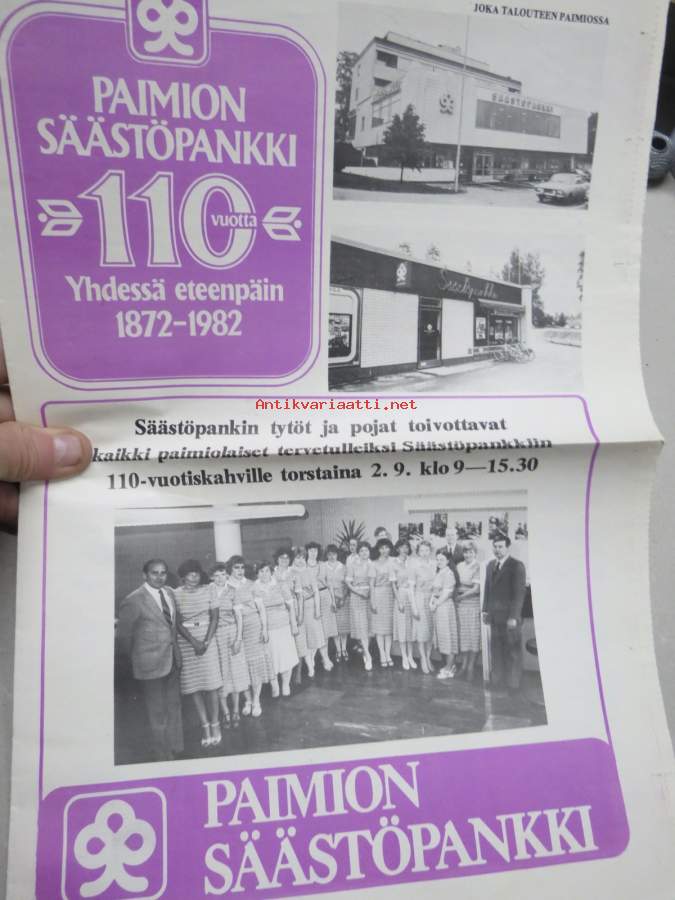 JOKA TALOUTEEN PAIMIOSSA
PAIMION
SÄÄSTÖPANKKI
110
vuotta
Yhdessä eteenpäin
1872-1982
SÄÄSTÖPANKKI
Säästöpankki
Antikvariaatti.net
Säästöpankin tytöt ja pojat toivottavat
kaikki paimiolaiset tervetulleiksi Säästöpankkiin
110-vuotiskahville torstaina 2.9. klo 9—15.30
PAIMION
SÄÄSTÖPANKKI